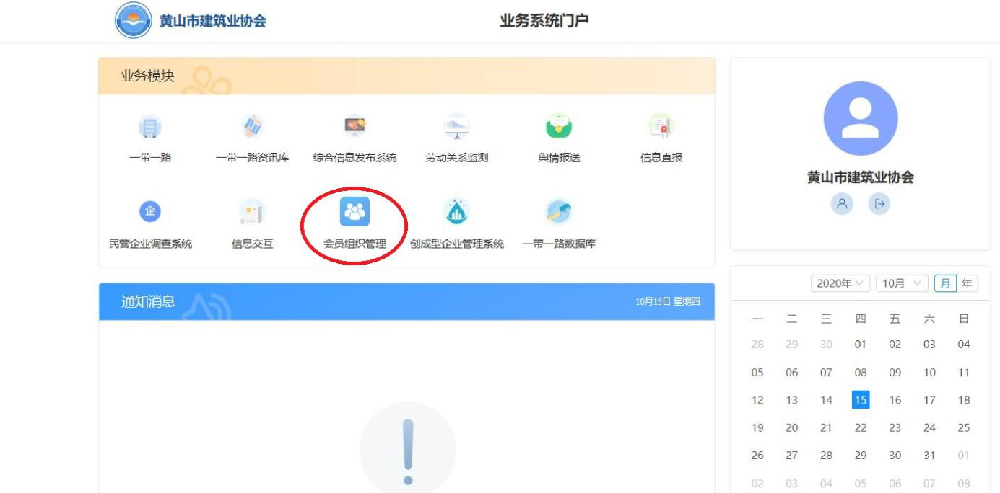 黄山市建筑业协会
业务系统门户
业务模块
一带一路
一带一路资讯库
综合信息发布系统
劳动关系监测
舆情报送
信息直报
企
民营企业调查系统
信息交互
会员组织管理
创成型企业管理系统
一带一路数据库
通知消息
10月15日 星期四
黄山市建筑业协会
2020年 10月 月 年
一 二 三 四 五 六 日
28 29 30 01 02 03 04
05 06 07 08 09 10 11
12 13 14 15 16 17 18
19 20 21 22 23 24 25
26 27 28 29 30 31 01
02 03 04 05 06 07 08